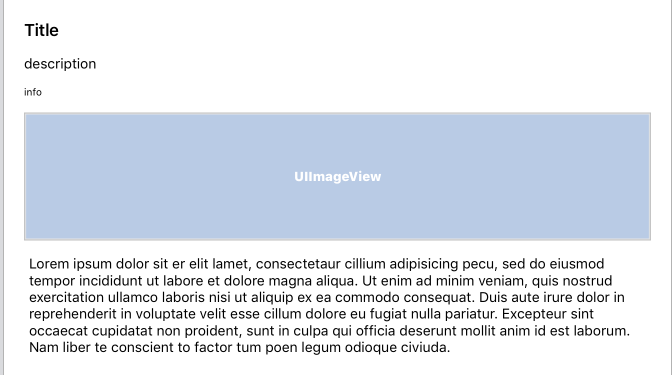 Title
description
info
UIImageView
Lorem ipsum dolor sit er elit lamet, consectetaur cillium adipisicing pecu, sed do eiusmod
tempor incididunt ut labore et dolore magna aliqua. Ut enim ad minim veniam, quis nostrud
exercitation ullamco laboris nisi ut aliquip ex ea commodo consequat. Duis aute irure dolor in
reprehenderit in voluptate velit esse cillum dolore eu fugiat nulla pariatur. Excepteur sint
occaecat cupidatat non proident, sunt in culpa qui officia deserunt mollit anim id est laborum.
Nam liber te conscient to factor tum poen legum odioque civiuda.